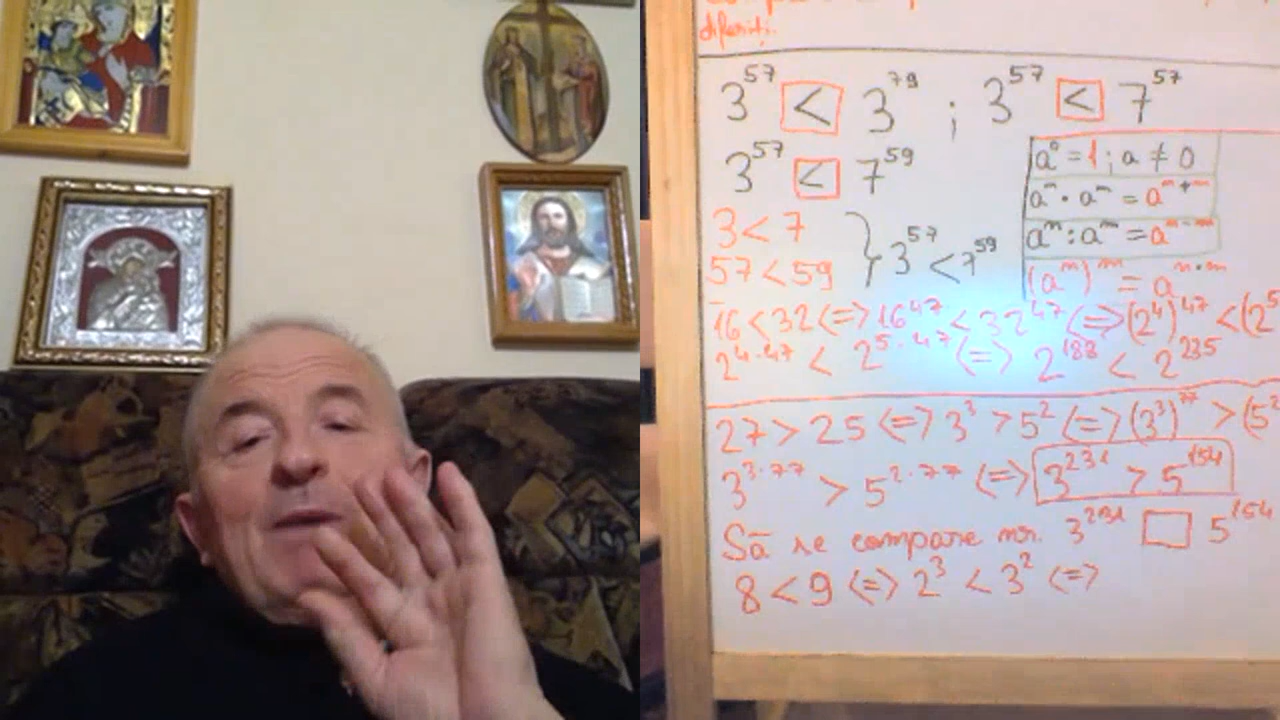 diferiți.
3^57 < 3^79 ; 3^57 < 7^57
3^57 < 7^59
a^0 = 1 ; a ≠ 0
a^n · a^m = a^{n+m}
a^m : a^m = a^{m-m}
(a^n)^m = a^{n·m}
3 < 7
57 < 59
} 3^57 < 7^59
16 < 32 (=> 16^47 < 32^47 (=> (2^4)^47 < (2^5
2^{4·47} < 2^{5·47} (=> 2^188 < 2^235
27 > 25 (=> 3^3 > 5^2 (=> (3^3)^77 > (5^2
3^{3·77} > 5^{2·77} (=> 3^231 > 5^154
Să se compare nr. 3^231 □ 5^154
8 < 9 (=> 2^3 < 3^2 (=>